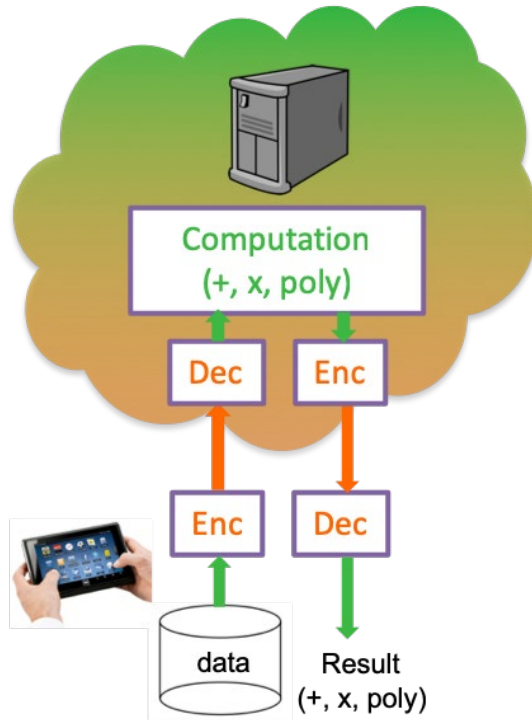 Computation
(+, x, poly)
Dec
Enc
Enc
Dec
data
Result
(+, x, poly)